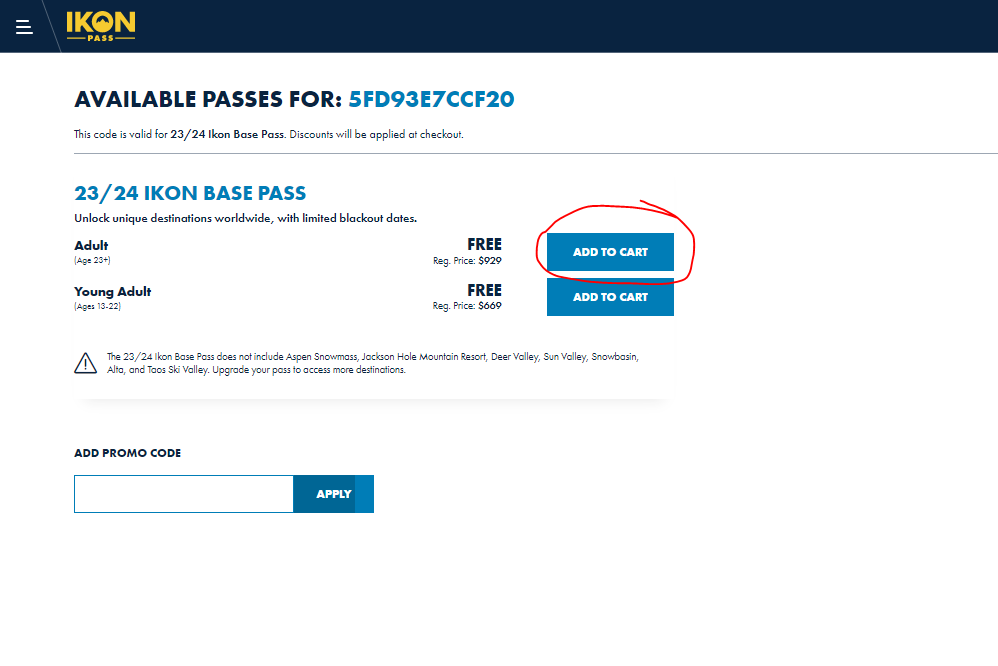 IKON
PASS
AVAILABLE PASSES FOR: 5FD93E7CCF20
This code is valid for 23/24 Ikon Base Pass. Discounts will be applied at checkout.
23/24 IKON BASE PASS
Unlock unique destinations worldwide, with limited blackout dates.
Adult
(Age 23+)
FREE
Reg. Price: $929
ADD TO CART
Young Adult
(Ages 13-22)
FREE
Reg. Price: $669
ADD TO CART
The 23/24 Ikon Base Pass does not include Aspen Snowmass, Jackson Hole Mountain Resort, Deer Valley, Sun Valley, Snowbasin,
Alta, and Taos Ski Valley. Upgrade your pass to access more destinations.
ADD PROMO CODE
APPLY